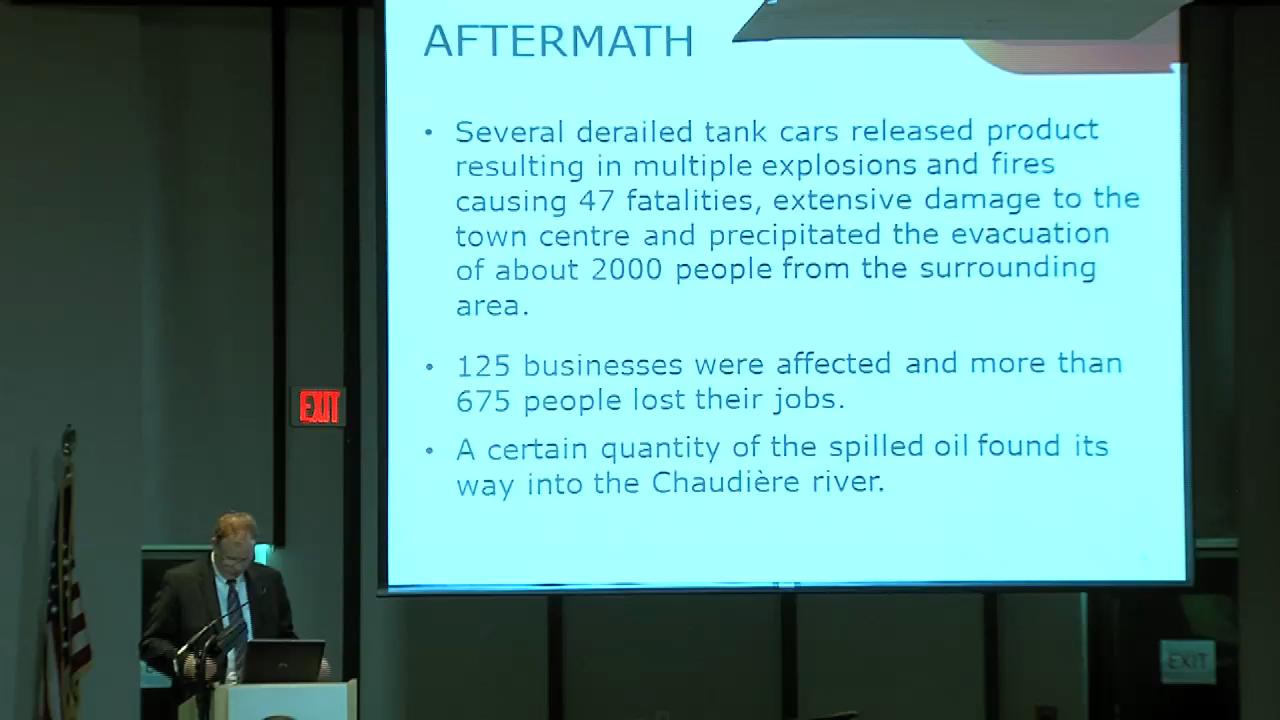 AFTERMATH
• Several derailed tank cars released product
resulting in multiple explosions and fires
causing 47 fatalities, extensive damage to the
town centre and precipitated the evacuation
of about 2000 people from the surrounding
area.
• 125 businesses were affected and more than
675 people lost their jobs.
• A certain quantity of the spilled oil found its
way into the Chaudière river.
EXIT
EXIT